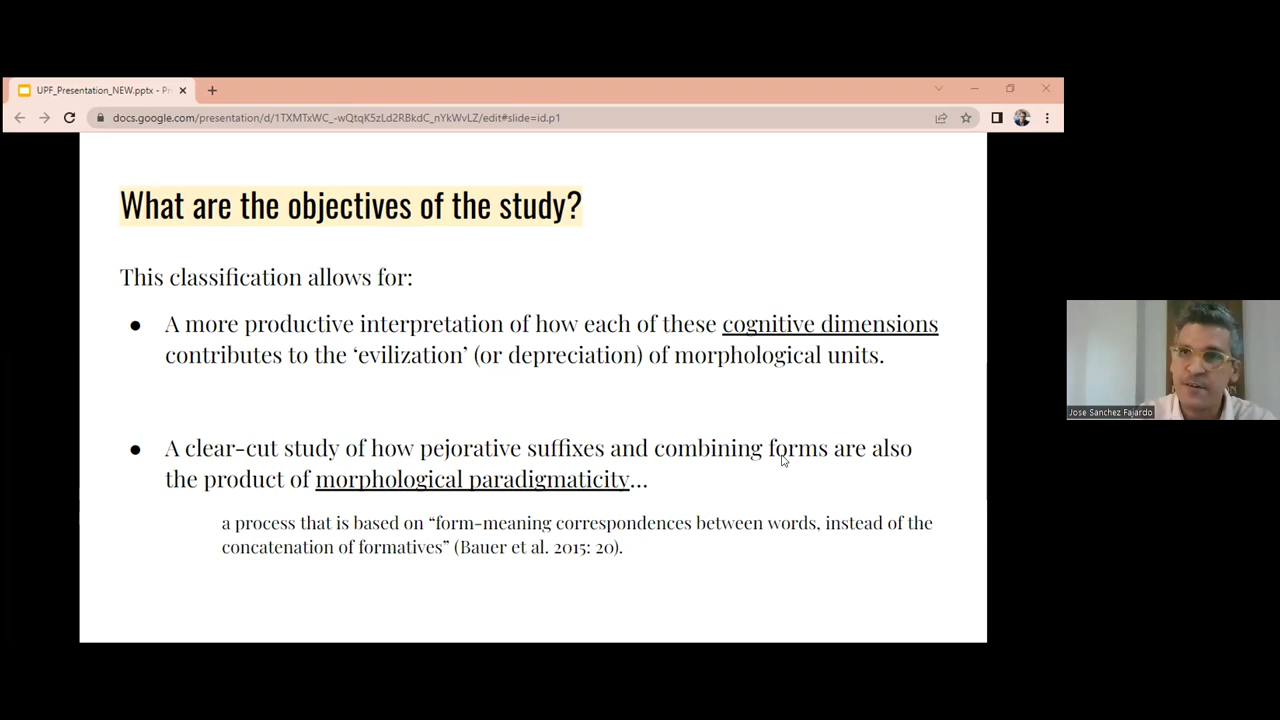 UPF_Presentation_NEW.pptx - Pr
docs.google.com/presentation/d/1TXMTxWC_-wQtqK5zLd2RBkdC_nYkWvLZ/edit#slide=id.p1
What are the objectives of the study?
This classification allows for:
● A more productive interpretation of how each of these cognitive dimensions
contributes to the ‘evilization’ (or depreciation) of morphological units.
● A clear-cut study of how pejorative suffixes and combining forms are also
the product of morphological paradigmaticity...
a process that is based on “form-meaning correspondences between words, instead of the
concatenation of formatives” (Bauer et al. 2015: 20).
Jose Sanchez Fajardo